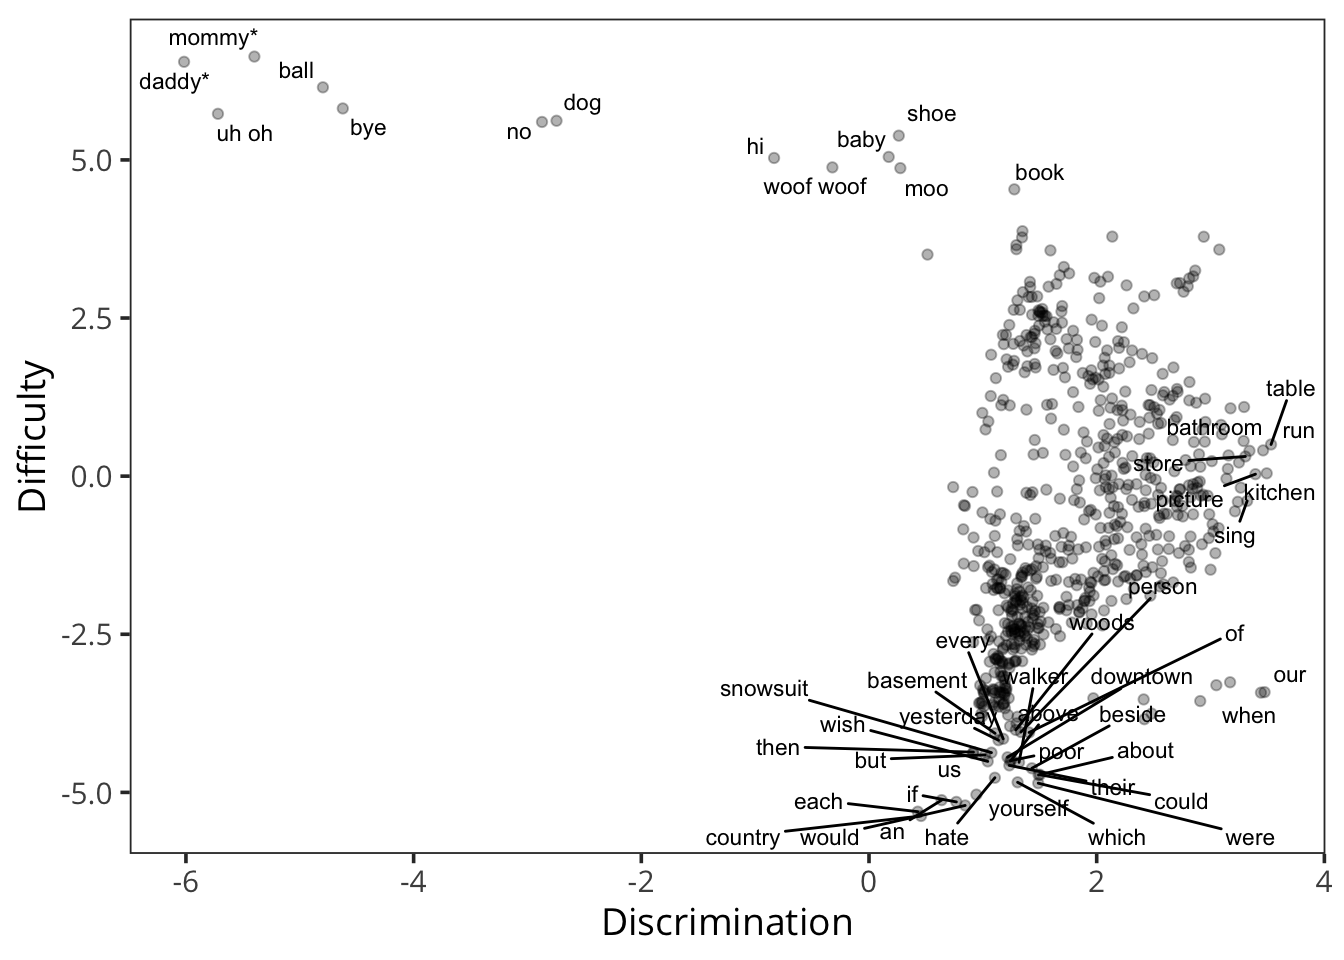 mommy*
daddy*
ball
uh oh
bye
no
dog
hi
woof woof
baby
shoe
moo
book
table
bathroom
run
store
picture
kitchen
sing
person
woods
of
every
walker
downtown
our
basement
snowsuit
yesterday
above
beside
when
wish
then
but
us
poor
about
their
could
each
if
yourself
country
would
an
hate
which
were
5.0
2.5
0.0
-2.5
-5.0
Difficulty
-6
-4
-2
0
2
4
Discrimination